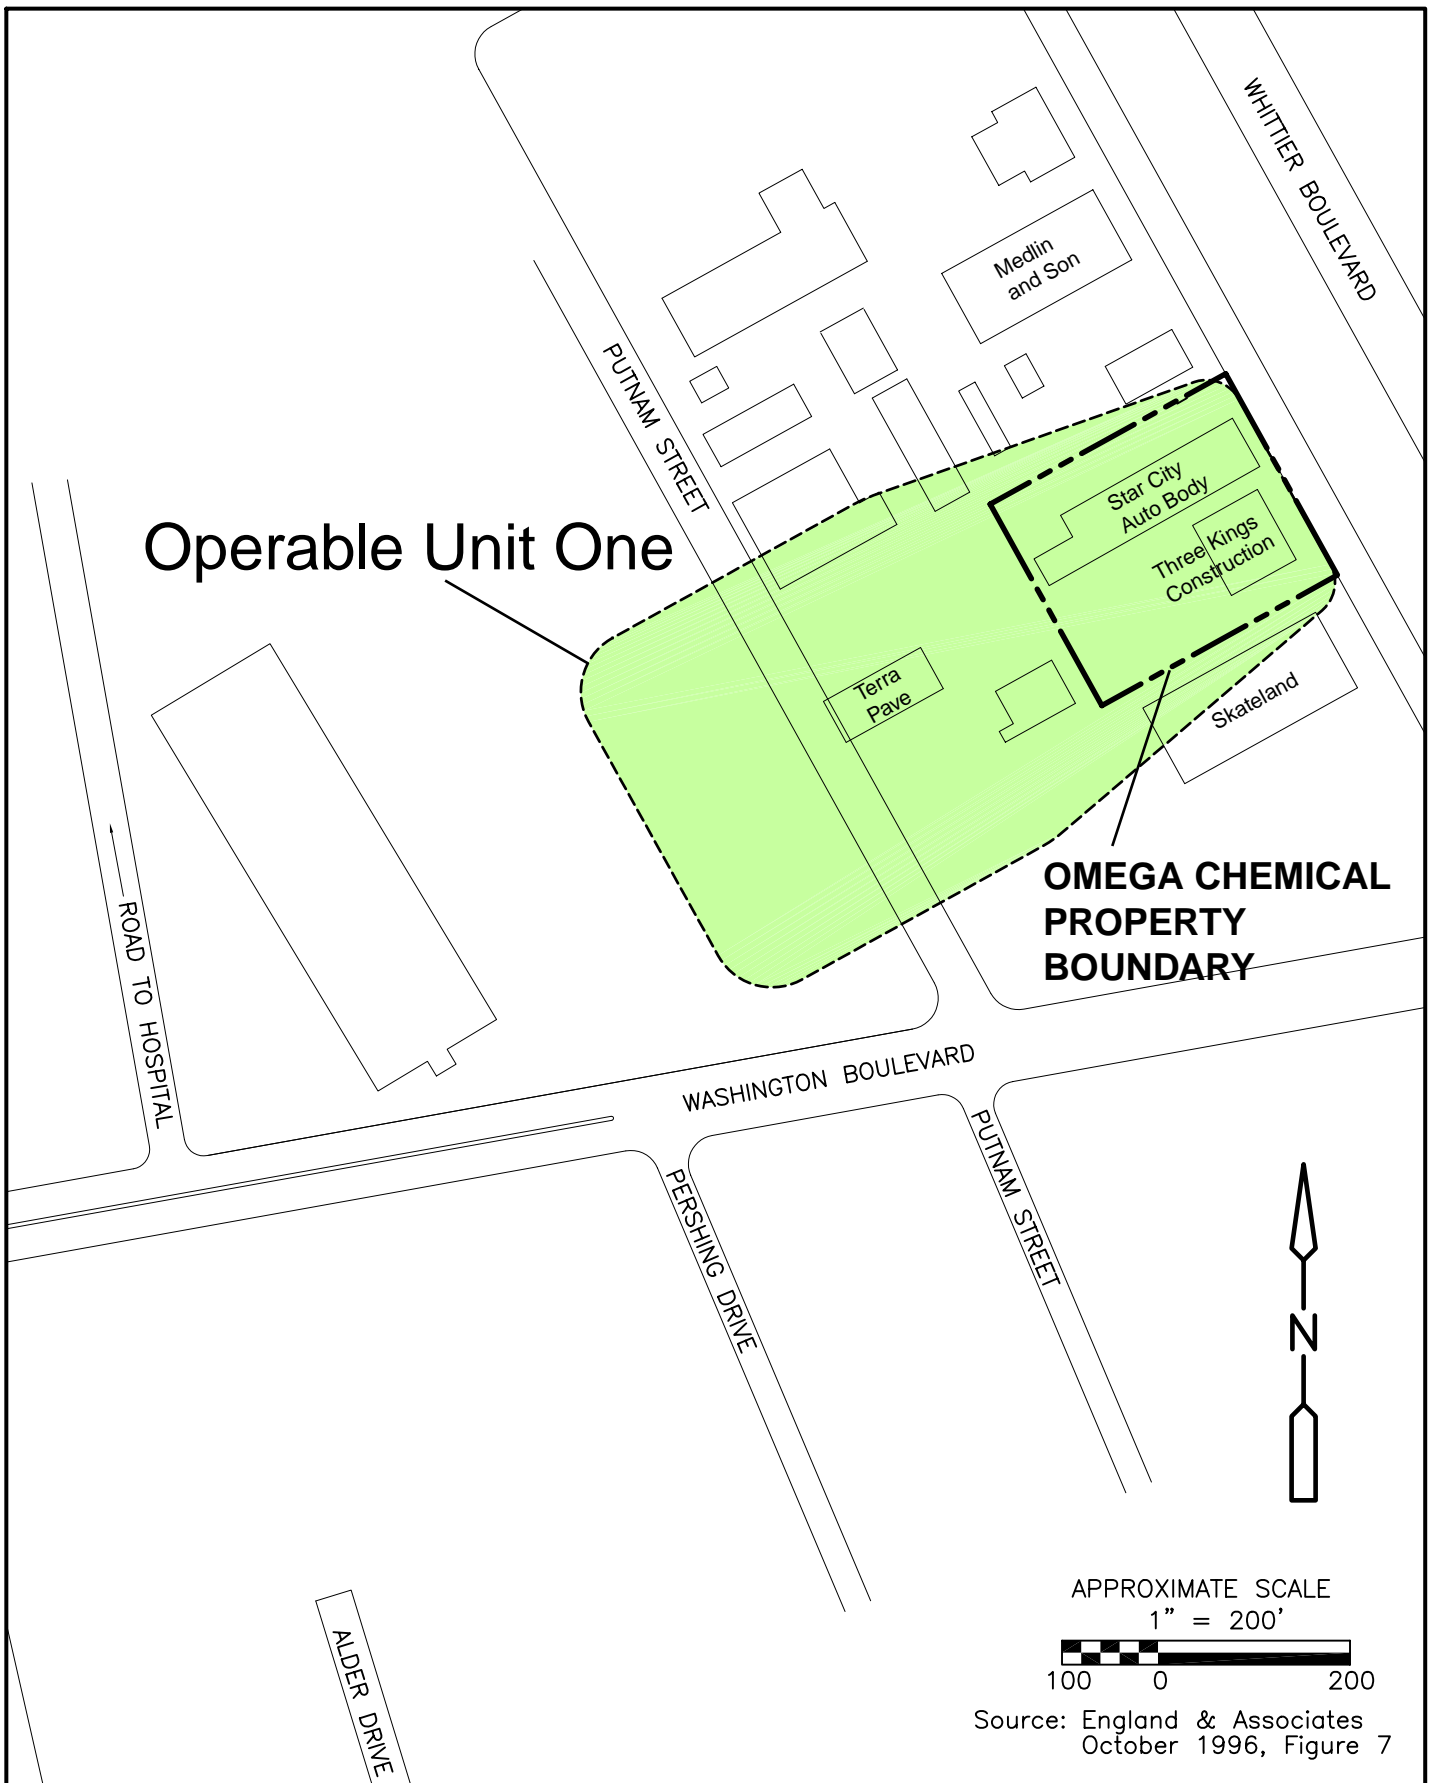 WHITTIER BOULEVARD
Medlin
and Son
PUTNAM STREET
Star City
Auto Body
Operable Unit One
Three Kings
Construction
Terra
Pave
Skateland
OMEGA CHEMICAL
PROPERTY
BOUNDARY
ROAD TO HOSPITAL
WASHINGTON BOULEVARD
PERSHING DRIVE
PUTNAM STREET
N
ALDER DRIVE
APPROXIMATE SCALE
1" = 200'
100 0 200
Source: England & Associates
October 1996, Figure 7